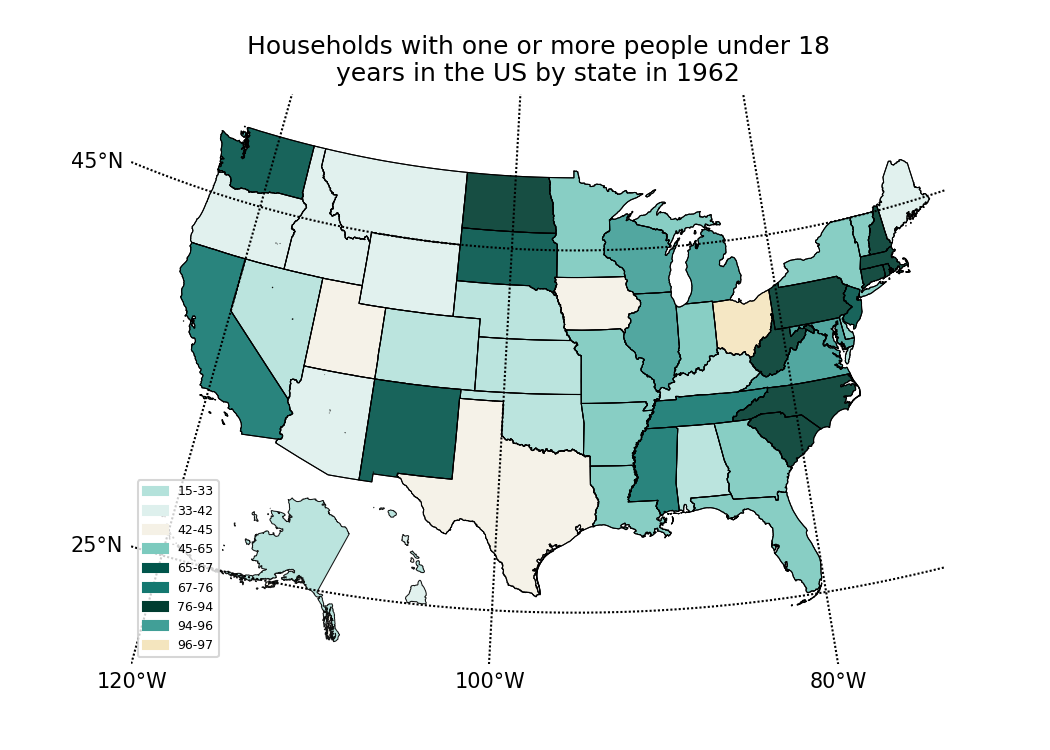 Households with one or more people under 18
years in the US by state in 1962
45°N
25°N
15-33
33-42
42-45
45-65
65-67
67-76
76-94
94-96
96-97
120°W
100°W
80°W